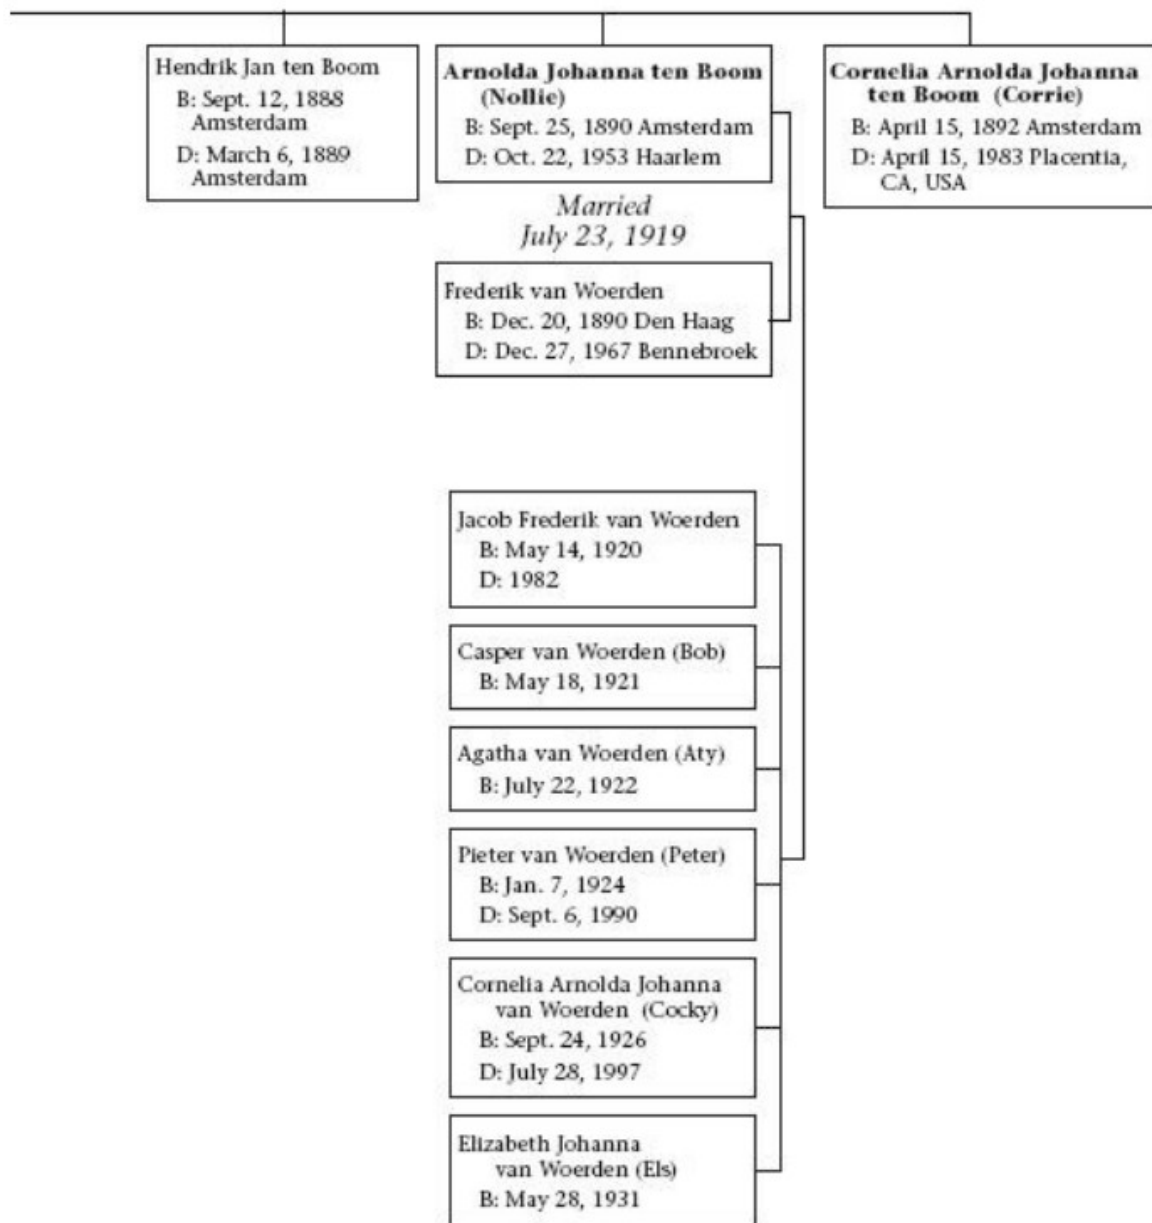 Hendrik Jan ten Boom
B: Sept. 12, 1888
Amsterdam
D: March 6, 1889
Amsterdam
Arnolda Johanna ten Boom
(Nollie)
B: Sept. 25, 1890 Amsterdam
D: Oct. 22, 1953 Haarlem
Married
July 23, 1919
Frederik van Woerden
B: Dec. 20, 1890 Den Haag
D: Dec. 27, 1967 Bennebroek
Cornelia Arnolda Johanna
ten Boom (Corrie)
B: April 15, 1892 Amsterdam
D: April 15, 1983 Placentia,
CA, USA
Jacob Frederik van Woerden
B: May 14, 1920
D: 1982
Casper van Woerden (Bob)
B: May 18, 1921
Agatha van Woerden (Aty)
B: July 22, 1922
Pieter van Woerden (Peter)
B: Jan. 7, 1924
D: Sept. 6, 1990
Cornelia Arnolda Johanna
van Woerden (Cocky)
B: Sept. 24, 1926
D: July 28, 1997
Elizabeth Johanna
van Woerden (Els)
B: May 28, 1931